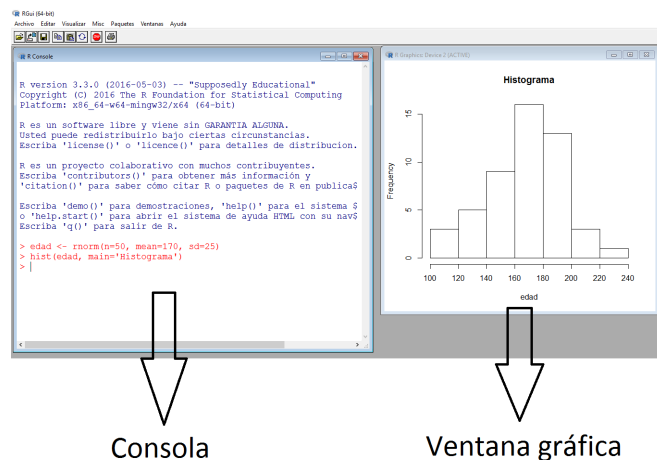 RGui (64-bit)
Archivo Editar Visualizar Misc Paquetes Ventanas Ayuda
R Console
R version 3.3.0 (2016-05-03) -- "Supposedly Educational"
Copyright (C) 2016 The R Foundation for Statistical Computing
Platform: x86_64-w64-mingw32/x64 (64-bit)
R es un software libre y viene sin GARANTIA ALGUNA.
Usted puede redistribuirlo bajo ciertas circunstancias.
Escriba 'license()' o 'licence()' para detalles de distribucion.
R es un proyecto colaborativo con muchos contribuyentes.
Escriba 'contributors()' para obtener más información y
'citation()' para saber cómo citar R o paquetes de R en publica$
Escriba 'demo()' para demostraciones, 'help()' para el sistema $
o 'help.start()' para abrir el sistema de ayuda HTML con su nav$
Escriba 'q()' para salir de R.
> edad <- rnorm(n=50, mean=170, sd=25)
> hist(edad, main='Histograma')
>
R Graphics: Device 2 (ACTIVE)
Histograma
Frequency
15
10
5
0
100 120 140 160 180 200 220 240
edad
Consola
Ventana gráfica